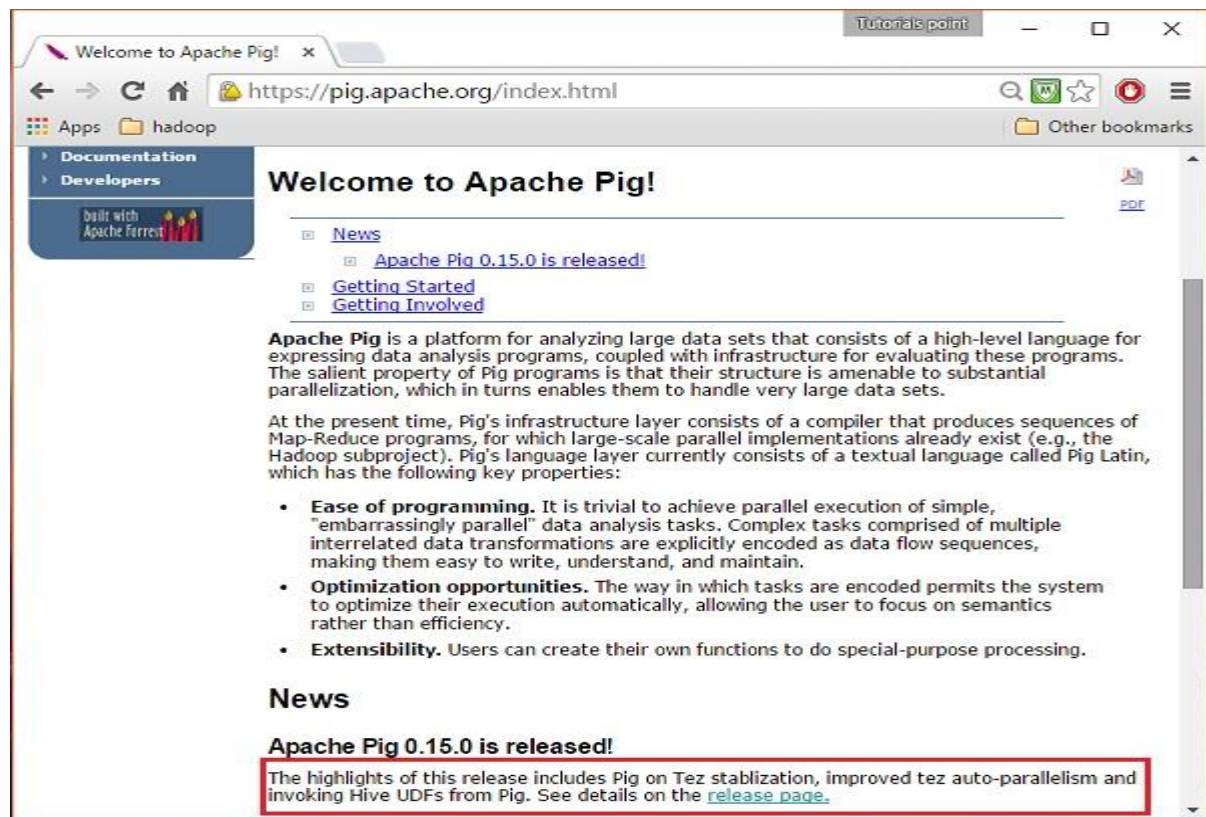 Tutorials point
Welcome to Apache Pig!
https://pig.apache.org/index.html
Apps
hadoop
Other bookmarks
Documentation
Developers
built with
Apache Forrest
Welcome to Apache Pig!
PDF
News
Apache Pig 0.15.0 is released!
Getting Started
Getting Involved
Apache Pig is a platform for analyzing large data sets that consists of a high-level language for
expressing data analysis programs, coupled with infrastructure for evaluating these programs.
The salient property of Pig programs is that their structure is amenable to substantial
parallelization, which in turns enables them to handle very large data sets.
At the present time, Pig's infrastructure layer consists of a compiler that produces sequences of
Map-Reduce programs, for which large-scale parallel implementations already exist (e.g., the
Hadoop subproject). Pig's language layer currently consists of a textual language called Pig Latin,
which has the following key properties:
• Ease of programming. It is trivial to achieve parallel execution of simple,
"embarrassingly parallel" data analysis tasks. Complex tasks comprised of multiple
interrelated data transformations are explicitly encoded as data flow sequences,
making them easy to write, understand, and maintain.
• Optimization opportunities. The way in which tasks are encoded permits the system
to optimize their execution automatically, allowing the user to focus on semantics
rather than efficiency.
• Extensibility. Users can create their own functions to do special-purpose processing.
News
Apache Pig 0.15.0 is released!
The highlights of this release includes Pig on Tez stablization, improved tez auto-parallelism and
invoking Hive UDFs from Pig. See details on the release page.